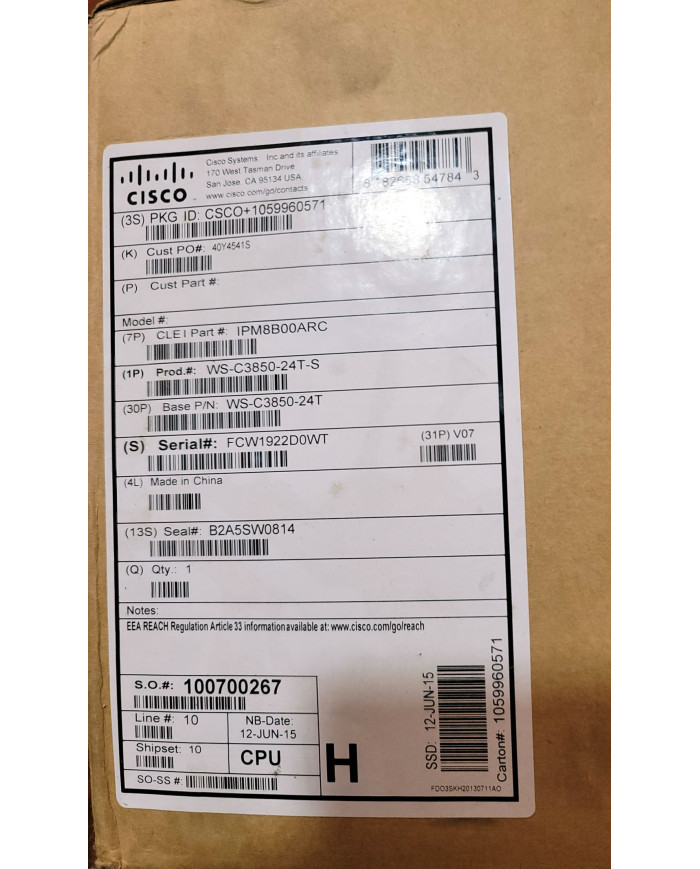 CISCO
Cisco Systems Inc and its affiliates
170 West Tasman Drive
San Jose, CA 95134 USA
www.cisco.com/go/contacts
54784 3
(3S) PKG ID: CSCO+1059960571
(K) Cust PO#: 40Y4541S
(P) Cust Part #:
Model #:
(7P) CLEI Part #: IPM8B00ARC
(1P) Prod.#: WS-C3850-24T-S
(30P) Base P/N: WS-C3850-24T
(S) Serial#: FCW1922D0WT
(31P) V07
(4L) Made in China
(13S) Seal#: B2A5SW0814
(Q) Qty.: 1
Notes:
EEA REACH Regulation Article 33 information available at: www.cisco.com/go/reach
S.O.#: 100700267
Line #: 10
NB-Date:
12-JUN-15
Shipset: 10
CPU
SO-SS #:
H
SSD: 12-JUN-15
Carton#: 1059960571
FDO3SKH20130711AO